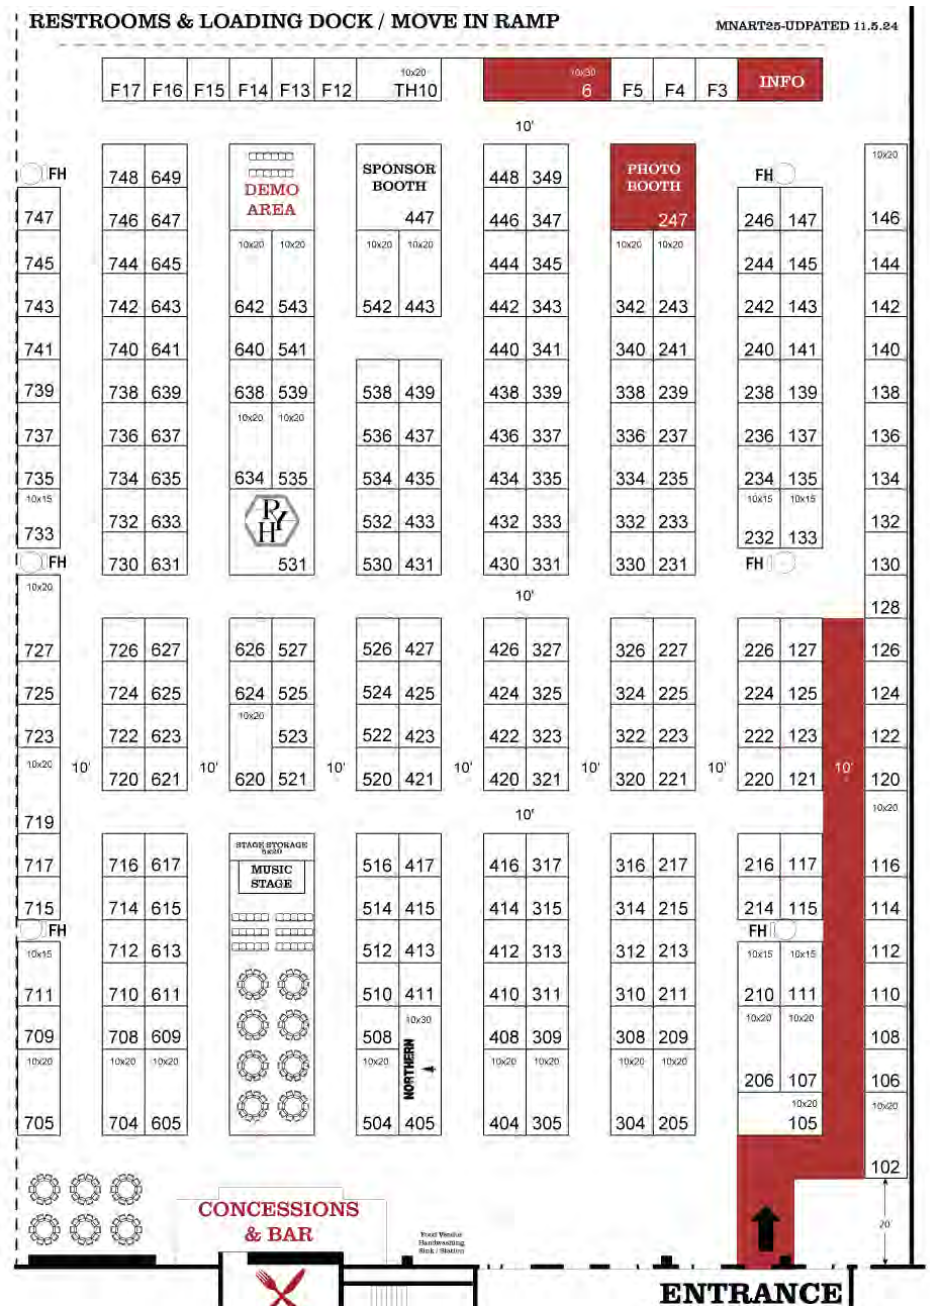 RESTROOMS & LOADING DOCK / MOVE IN RAMP
MNART25-UDPATED 11.5.24
10x20 10x30 INFO
F17 F16 F15 F14 F13 F12 TH10 6 F5 F4 F3
10'
10x20
FH 748 649 DEMO AREA SPONSOR BOOTH 448 349 PHOTO BOOTH FH
747 746 647 447 446 347 247 246 147 146
10x20 10x20 10x20 10x20 10x20 10x20
745 744 645 444 345 244 145 144
743 742 643 642 543 542 443 442 343 342 243 242 143 142
741 740 641 640 541 440 341 340 241 240 141 140
739 738 639 638 539 538 439 438 339 338 239 238 139 138
10x20 10x20
737 736 637 536 437 436 337 336 237 236 137 136
735 734 635 634 535 534 435 434 335 334 235 234 135 134
10x15 10x15 10x15
733 732 633 RYH 532 433 432 333 332 233 232 133 132
FH 730 631 531 530 431 430 331 330 231 FH 130
10x20
10'
128
727 726 627 626 527 526 427 426 327 326 227 226 127 126
725 724 625 624 525 524 425 424 325 324 225 224 125 124
10x20
723 722 623 523 522 423 422 323 322 223 222 123 122
10x20
10' 720 621 10' 620 521 10' 520 421 10' 420 321 10' 320 221 10' 220 121 10' 120
10x20
719
10'
STAGE STORAGE
5x20
717 716 617 MUSIC STAGE 516 417 416 317 316 217 216 117 116
715 714 615 514 415 414 315 314 215 214 115 114
FH FH
10x15 712 613 512 413 412 313 312 213 10x15 10x15 112
711 710 611 510 411 410 311 310 211 210 111 110
10x30 10x20 10x20
709 708 609 508 NORTHERN 408 309 308 209 108
10x20 10x20 10x20 10x20 10x20 10x20 10x20 10x20
206 107 106
10x20 10x20
705 704 605 504 405 404 305 304 205 105
102
CONCESSIONS
& BAR
Food Vendor
Handwashing
Sink / Station
20'
ENTRANCE